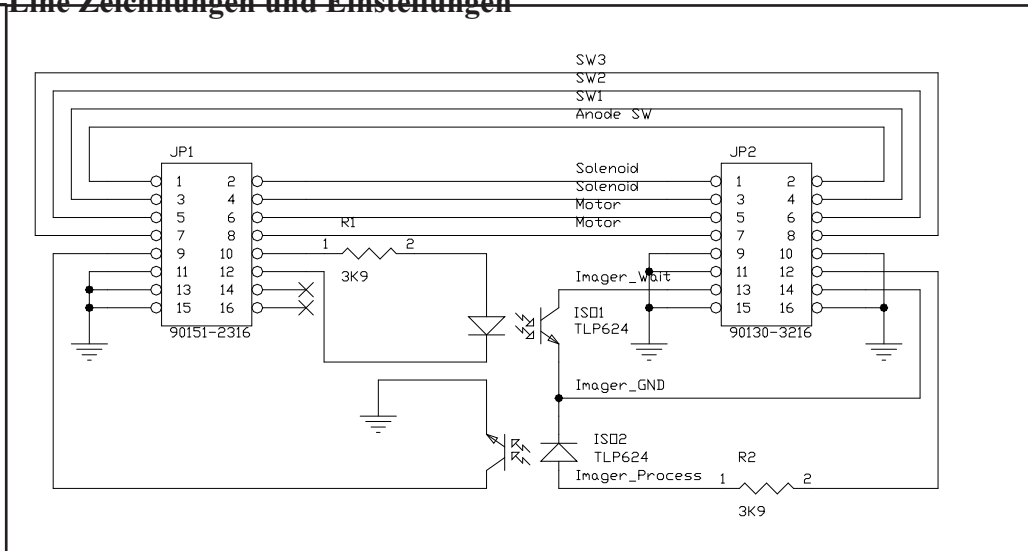 Line Zeichnungen und Einstellungen
SW3
SW2
SW1
Anode SW
JP1
JP2
1 2
3 4
5 6
7 8
9 10
11 12
13 14
15 16
90151-2316
Solenoid
Solenoid
Motor
Motor
R1
1 2
3K9
1 2
3 4
5 6
7 8
9 10
11 12
13 14
15 16
90130-3216
Imager_Wait
ISO1
TLP624
Imager_GND
ISO2
TLP624
Imager_Process
R2
1 2
3K9